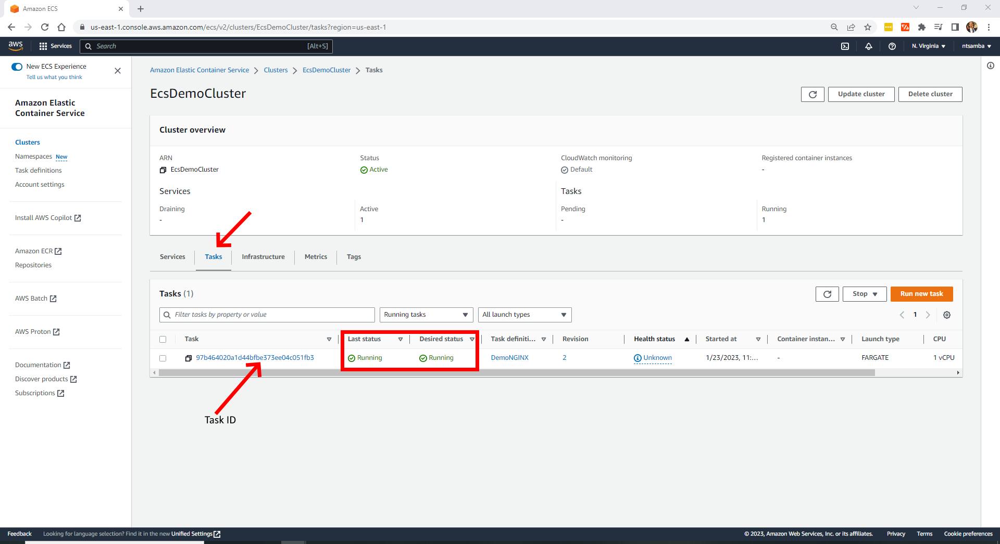 Amazon ECS
us-east-1.console.aws.amazon.com/ecs/v2/clusters/EcsDemoCluster/tasks?region=us-east-1
aws Services Search [Alt+S] N. Virginia ntsamba
New ECS Experience
Tell us what you think
Amazon Elastic
Container Service
Clusters
Namespaces New
Task definitions
Account settings
Install AWS Copilot
Amazon ECR
Repositories
AWS Batch
AWS Proton
Documentation
Discover products
Subscriptions
Amazon Elastic Container Service Clusters EcsDemoCluster Tasks
EcsDemoCluster Update cluster Delete cluster
Cluster overview
ARN Status CloudWatch monitoring Registered container instances
EcsDemoCluster Active Default -
Services Tasks
Draining Active Pending Running
- 1 - 1
Services Tasks Infrastructure Metrics Tags
Tasks (1) Stop Run new task
Filter tasks by property or value Running tasks All launch types 1
Task Last status Desired status Task definiti... Revision Health status Started at Container instan... Launch type CPU
97b464020a1d44bfbe373ee04c051fb3 Running Running DemoNGINX 2 Unknown 1/23/2023, 11:... - FARGATE 1 vCPU
Task ID
Feedback Looking for language selection? Find it in the new Unified Settings © 2023, Amazon Web Services, Inc. or its affiliates. Privacy Terms Cookie preferences